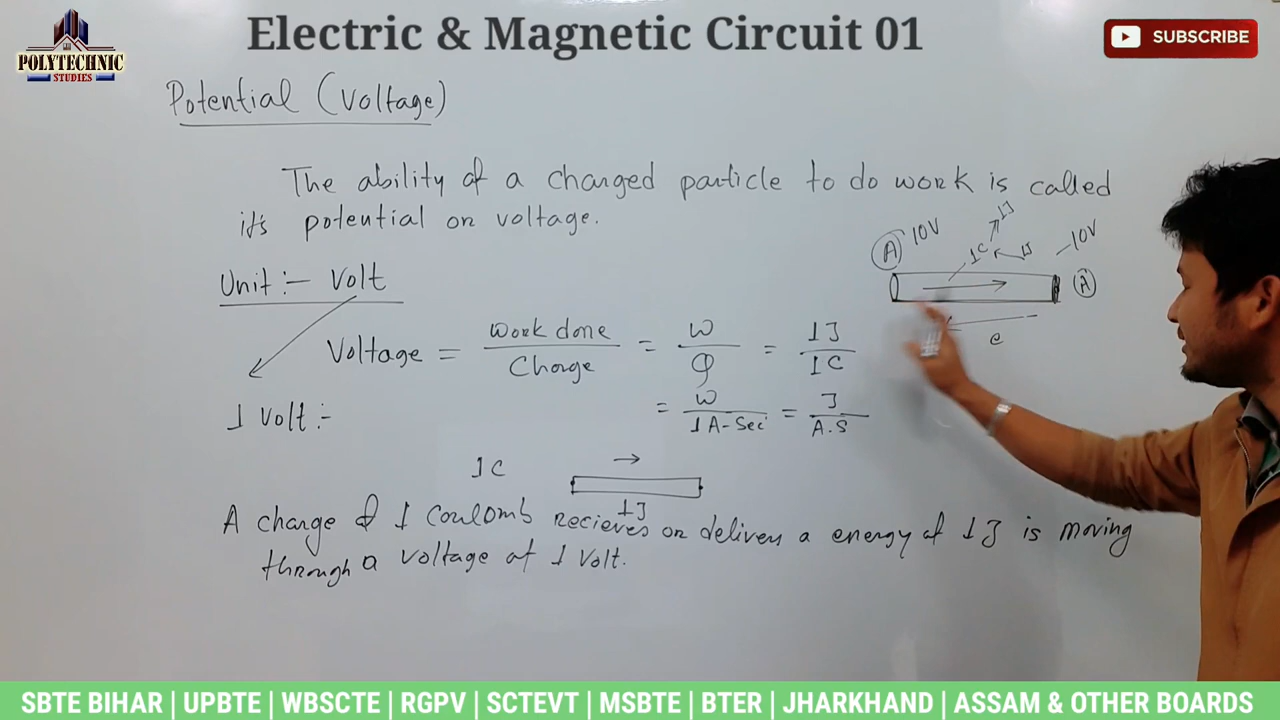 Electric & Magnetic Circuit 01
SUBSCRIBE
POLYTECHNIC
STUDIES
Potential (Voltage)
The ability of a charged particle to do work is called
it's potential or voltage.
Unit :- Volt
Voltage = Work done / Charge = W / Q = 1J / 1C
= W / 1A-Sec = J / A.S
1 Volt :-
A 10V 1C 1J 1J 10V A
e
1C
1J
A charge of 1 Coulomb recieves or delivers a energy of 1J is moving
through a voltage of 1 Volt.
SBTE BIHAR | UPBTE | WBSCTE | RGPV | SCTEVT | MSBTE | BTER | JHARKHAND | ASSAM & OTHER BOARDS